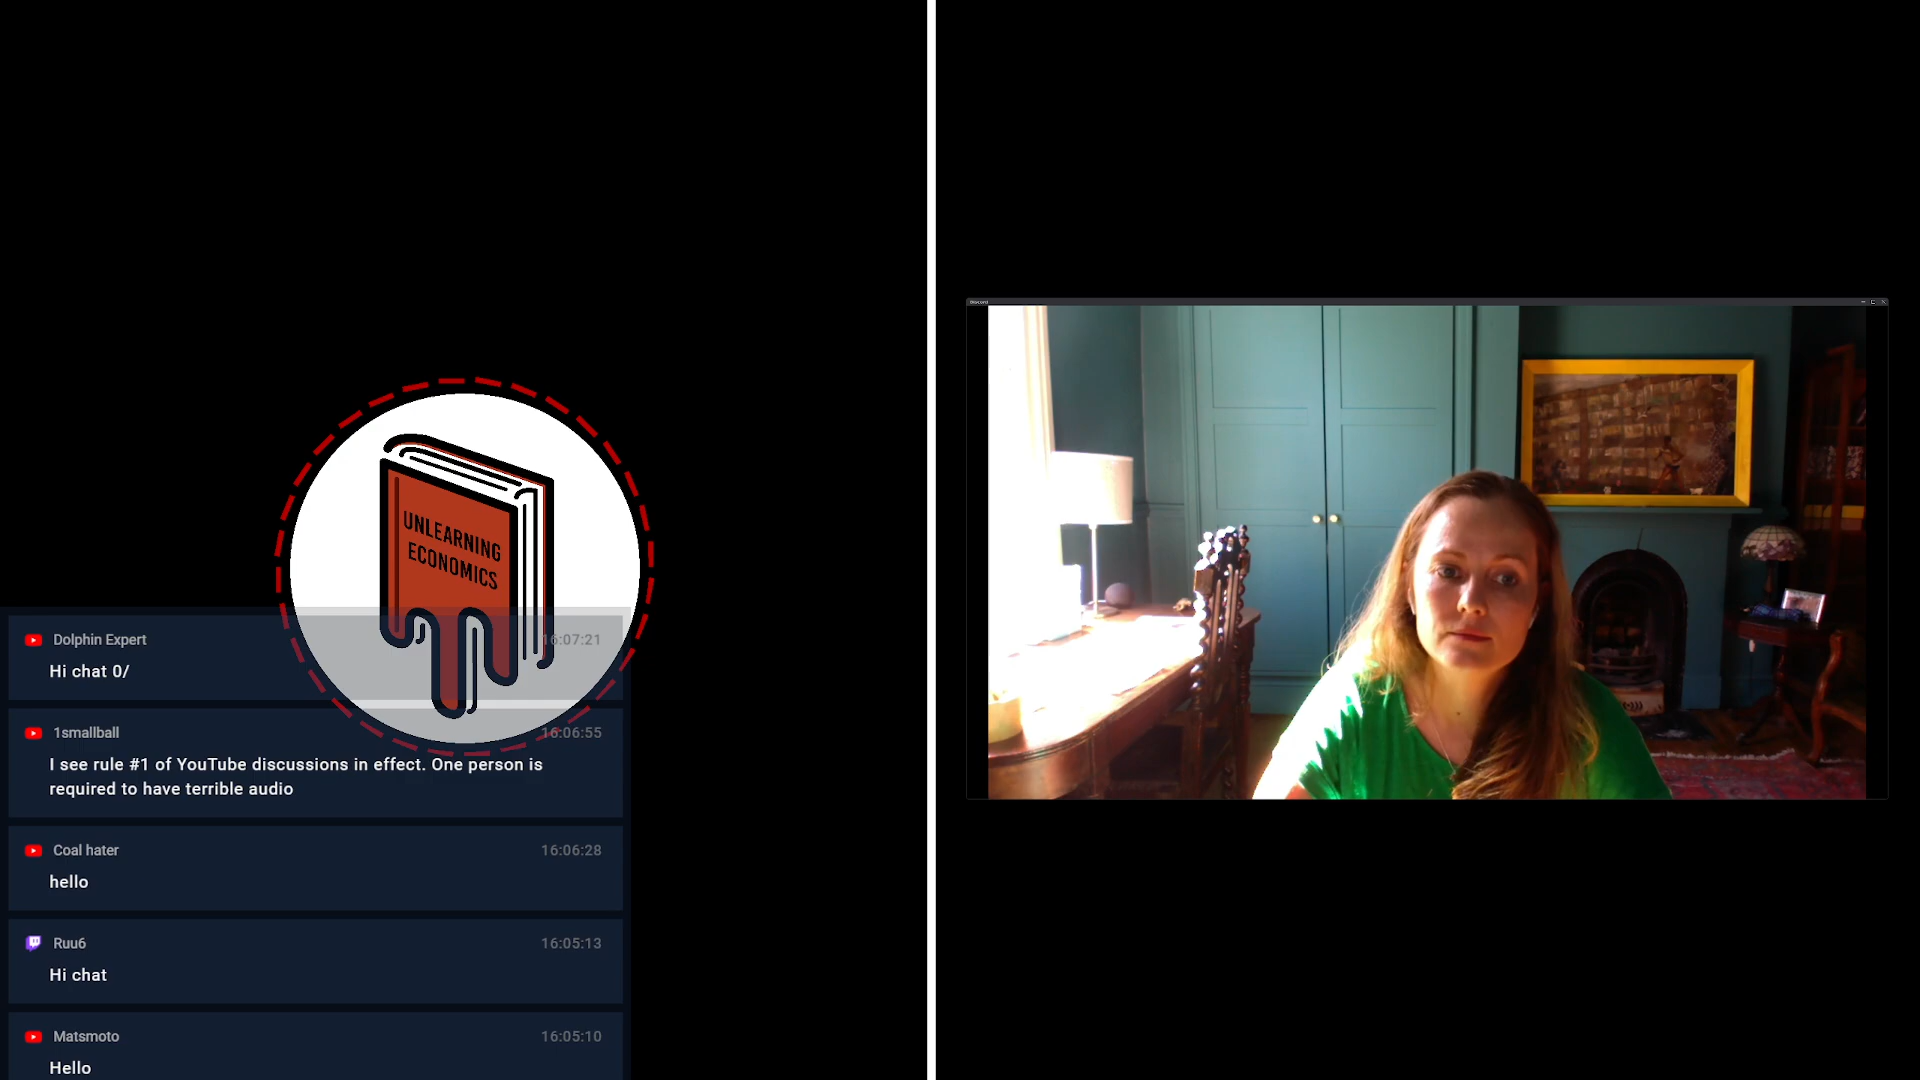 UNLEARNING
ECONOMICS
Dolphin Expert 16:07:21
Hi chat 0/
1smallball 16:06:55
I see rule #1 of YouTube discussions in effect. One person is
required to have terrible audio
Coal hater 16:06:28
hello
Ruu6 16:05:13
Hi chat
Matsmoto 16:05:10
Hello
Discord